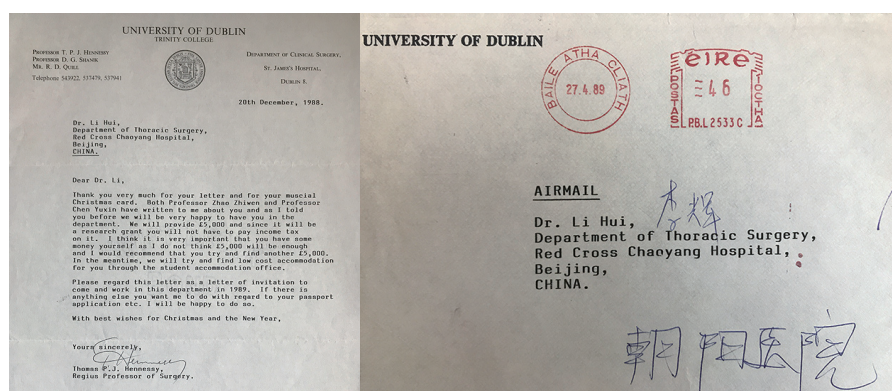 UNIVERSITY OF DUBLIN
TRINITY COLLEGE
PROFESSOR T. P. J. HENNESSY
PROFESSOR D. G. SHANIK
MR. R. D. QUILL
Telephone 543922, 537479, 537941
DEPARTMENT OF CLINICAL SURGERY,
ST. JAMES'S HOSPITAL,
DUBLIN 8.
20th December, 1988.
Dr. Li Hui,
Department of Thoracic Surgery,
Red Cross Chaoyang Hospital,
Beijing,
CHINA.
Dear Dr. Li,
Thank you very much for your letter and for your muscial
Christmas card. Both Professor Zhao Zhiwen and Professor
Chen Yuxin have written to me about you and as I told
you before we will be very happy to have you in the
department. We will provide £5,000 and since it will be
a research grant you will not have to pay income tax
on it. I think it is very important that you have some
money yourself as I do not think £5,000 will be enough
and I would recommend that you try and find another £5,000.
In the meantime, we will try and find low cost accommodation
for you through the student accommodation office.
Please regard this letter as a letter of invitation to
come and work in this department in 1989. If there is
anything else you want me to do with regard to your passport
application etc. I will be happy to do so.
With best wishes for Christmas and the New Year,
Yours sincerely,
Thomas P.J. Hennessy,
Regius Professor of Surgery.
UNIVERSITY OF DUBLIN
BAILE ATHA CLIATH
27.4.89
éIRe
POSTAS
46
ÍOCTHA
P.B.L 2533 C
AIRMAIL
李辉
Dr. Li Hui,
Department of Thoracic Surgery,
Red Cross Chaoyang Hospital,
Beijing,
CHINA.
朝阳医院